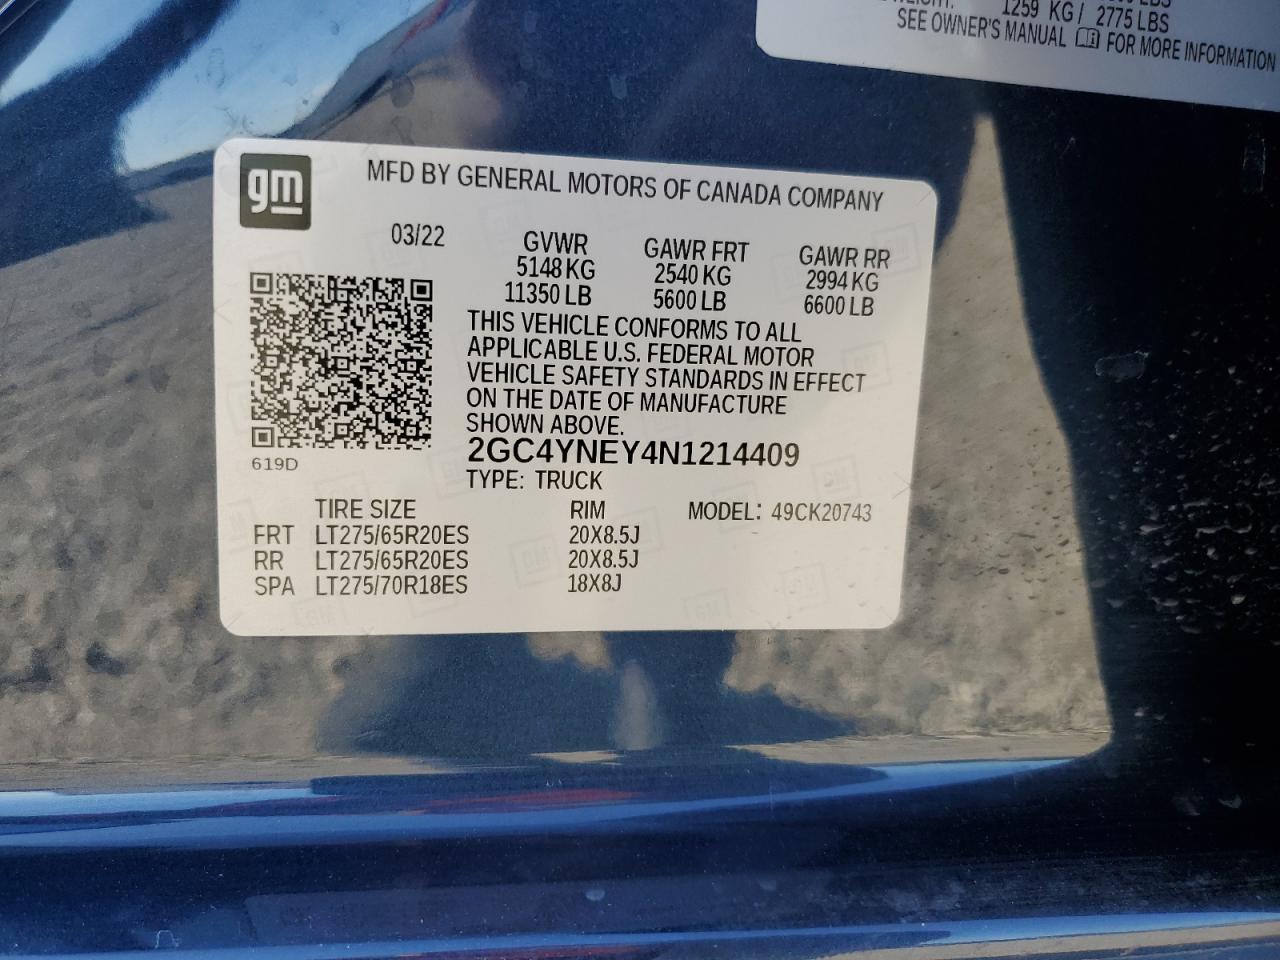 1259 KG / 2775 LBS
SEE OWNER'S MANUAL FOR MORE INFORMATION
gm
MFD BY GENERAL MOTORS OF CANADA COMPANY
03/22 GVWR GAWR FRT GAWR RR
5148 KG 2540 KG 2994 KG
11350 LB 5600 LB 6600 LB
THIS VEHICLE CONFORMS TO ALL
APPLICABLE U.S. FEDERAL MOTOR
VEHICLE SAFETY STANDARDS IN EFFECT
ON THE DATE OF MANUFACTURE
SHOWN ABOVE.
2GC4YNEY4N1214409
619D
TYPE: TRUCK
TIRE SIZE RIM MODEL: 49CK20743
FRT LT275/65R20ES 20X8.5J
RR LT275/65R20ES 20X8.5J
SPA LT275/70R18ES 18X8J